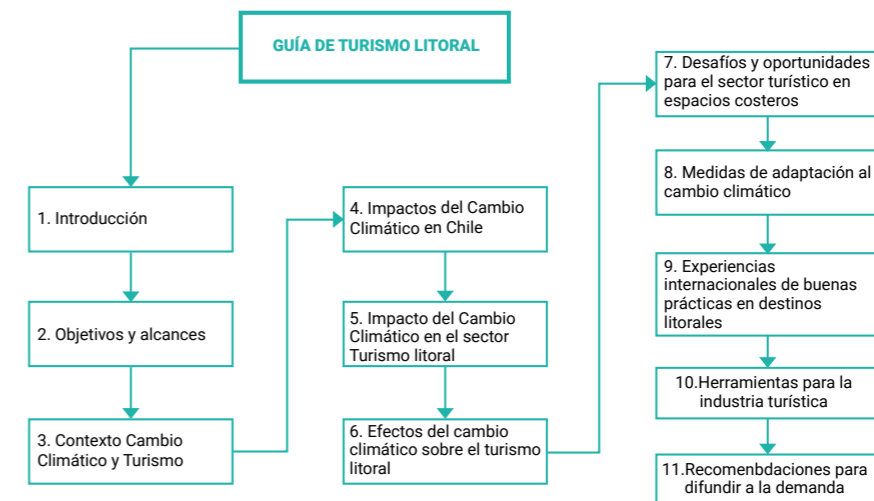 GUÍA DE TURISMO LITORAL
1. Introducción
2. Objetivos y alcances
3. Contexto Cambio
Climático y Turismo
4. Impactos del Cambio
Climático en Chile
5. Impacto del Cambio
Climático en el sector
Turismo litoral
6. Efectos del cambio
climático sobre el turismo
litoral
7. Desafíos y oportunidades
para el sector turístico en
espacios costeros
8. Medidas de adaptación al
cambio climático
9. Experiencias
internacionales de buenas
prácticas en destinos
litorales
10.Herramientas para la
industria turística
11.Recomenbdaciones para
difundir a la demanda